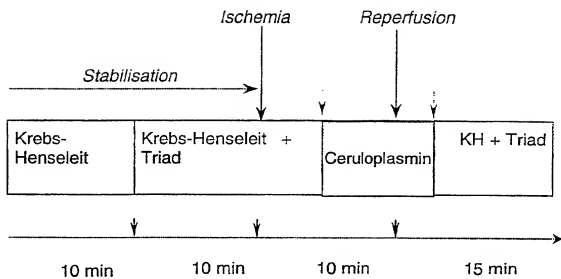 Ischemia
Reperfusion
Stabilisation
Krebs-
Henseleit
Krebs-Henseleit +
Triad
Ceruloplasmin
KH + Triad
10 min
10 min
10 min
15 min